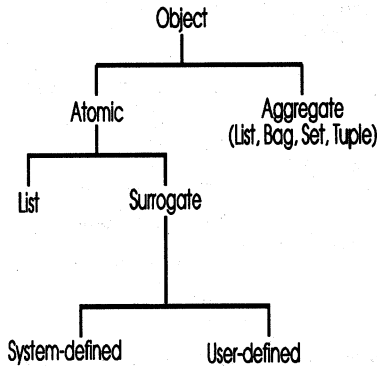 Object
Atomic
Aggregate
(List, Bag, Set, Tuple)
List
Surrogate
System-defined
User-defined